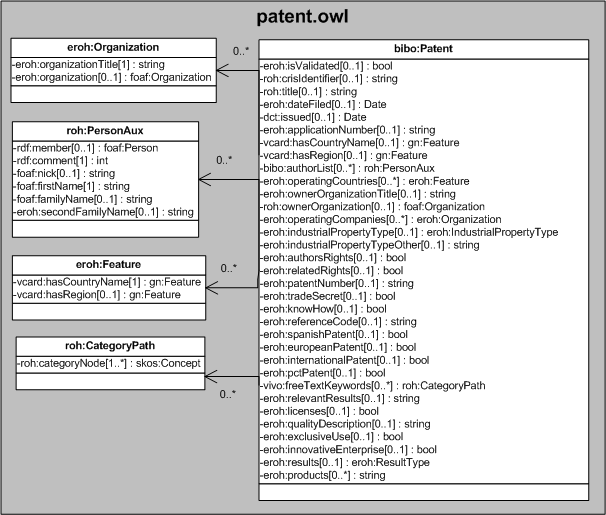 patent.owl
eroh:Organization
-eroh:organizationTitle[1] : string
-eroh:organization[0..1] : foaf:Organization
0..*
roh:PersonAux
-rdf:member[0..1] : foaf:Person
-rdf:comment[1] : int
-foaf:nick[0..1] : string
-foaf:firstName[1] : string
-foaf:familyName[0..1] : string
-eroh:secondFamilyName[0..1] : string
0..*
eroh:Feature
-vcard:hasCountryName[1] : gn:Feature
-vcard:hasRegion[0..1] : gn:Feature
0..*
roh:CategoryPath
-roh:categoryNode[1..*] : skos:Concept
0..*
bibo:Patent
-eroh:isValidated[0..1] : bool
-roh:crisIdentifier[0..1] : string
-roh:title[0..1] : string
-eroh:dateFiled[0..1] : Date
-dct:issued[0..1] : Date
-eroh:applicationNumber[0..1] : string
-vcard:hasCountryName[0..1] : gn:Feature
-vcard:hasRegion[0..1] : gn:Feature
-bibo:authorList[0..*] : roh:PersonAux
-eroh:operatingCountries[0..*] : eroh:Feature
-eroh:ownerOrganizationTitle[0..1] : string
-roh:ownerOrganization[0..1] : foaf:Organization
-eroh:operatingCompanies[0..*] : eroh:Organization
-eroh:industrialPropertyType[0..1] : eroh:IndustrialPropertyType
-eroh:industrialPropertyTypeOther[0..1] : string
-eroh:authorsRights[0..1] : bool
-eroh:relatedRights[0..1] : bool
-eroh:patentNumber[0..1] : string
-eroh:tradeSecret[0..1] : bool
-eroh:knowHow[0..1] : bool
-eroh:referenceCode[0..1] : string
-eroh:spanishPatent[0..1] : bool
-eroh:europeanPatent[0..1] : bool
-eroh:internationalPatent[0..1] : bool
-eroh:pctPatent[0..1] : bool
-vivo:freeTextKeywords[0..*] : roh:CategoryPath
-eroh:relevantResults[0..1] : string
-eroh:licenses[0..1] : bool
-eroh:qualityDescription[0..1] : string
-eroh:exclusiveUse[0..1] : bool
-eroh:innovativeEnterprise[0..1] : bool
-eroh:results[0..1] : eroh:ResultType
-eroh:products[0..*] : string